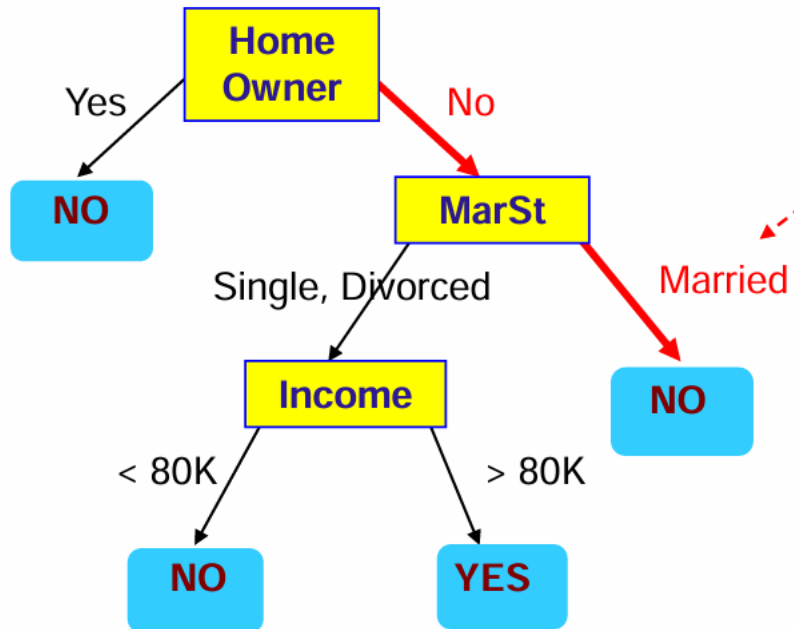 Home
Owner
Yes
No
NO
MarSt
Single, Divorced
Married
Income
NO
< 80K
> 80K
NO
YES